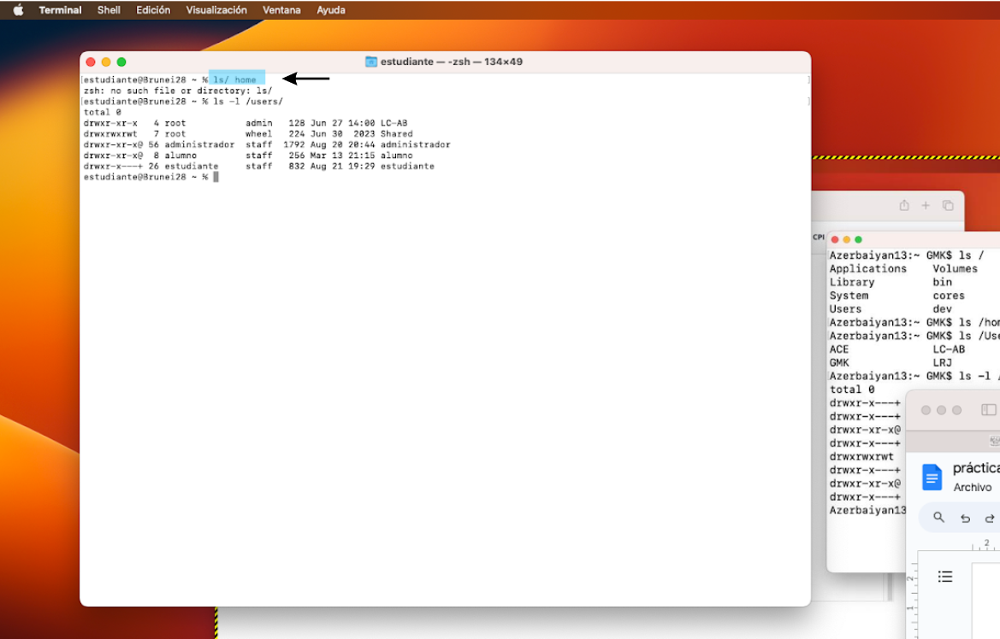 Terminal Shell Edición Visualización Ventana Ayuda
estudiante — -zsh — 134×49
[estudiante@Brunei28 ~ % ls/ home ]
zsh: no such file or directory: ls/
[estudiante@Brunei28 ~ % ls -l /users/ ]
total 0
drwxr-xr-x 4 root admin 128 Jun 27 14:00 LC-AB
drwxrwxrwt 7 root wheel 224 Jun 30 2023 Shared
drwxr-xr-x@ 56 administrador staff 1792 Aug 20 20:44 administrador
drwxr-xr-x@ 8 alumno staff 256 Mar 13 21:15 alumno
drwxr-x---+ 26 estudiante staff 832 Aug 21 19:29 estudiante
estudiante@Brunei28 ~ %
CPI
[Azerbaiyan13:~ GMK$ ls /
Applications Volumes
Library bin
System cores
Users dev
[Azerbaiyan13:~ GMK$ ls /hom
[Azerbaiyan13:~ GMK$ ls /Use
ACE LC-AB
GMK LRJ
[Azerbaiyan13:~ GMK$ ls -l /
total 0
drwxr-x---+
drwxr-x---+
drwxr-xr-x@
drwxr-x---+
drwxrwxrwt
drwxr-x---+
drwxr-xr-x@
drwxr-x---+
Azerbaiyan13
práctica
Archivo
2
2
1